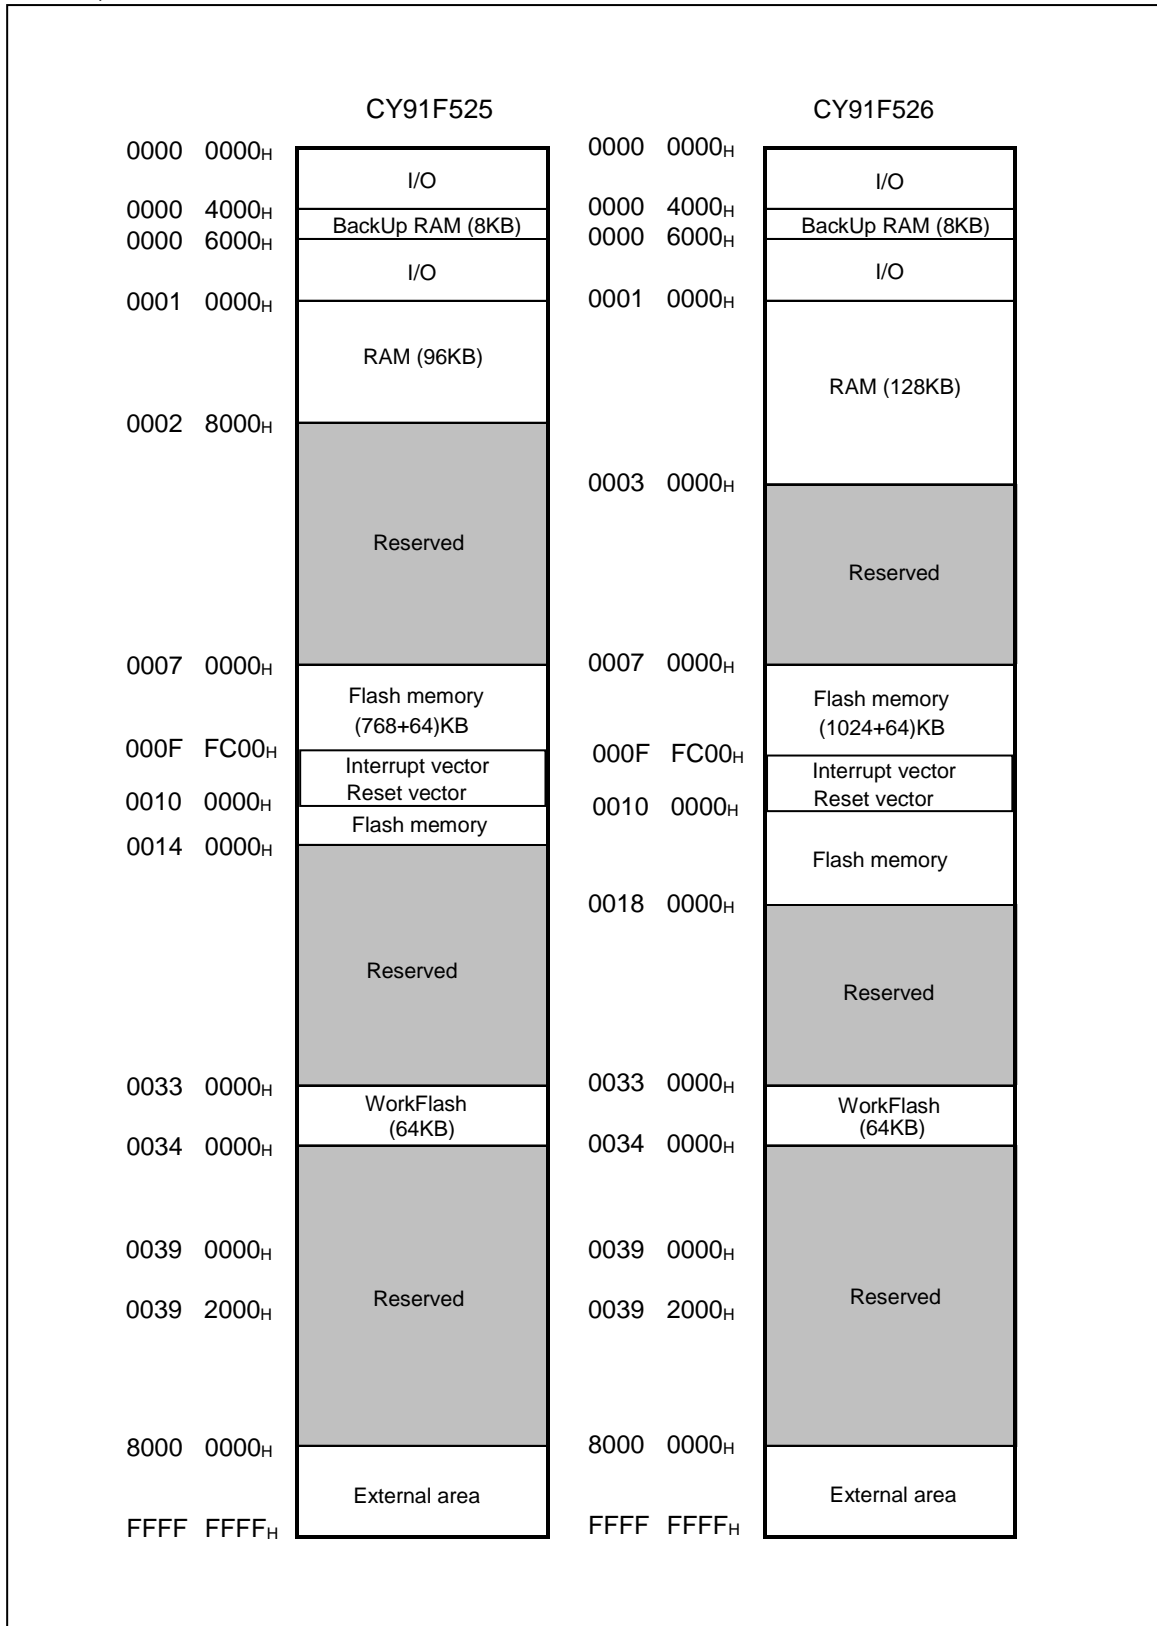 CY91F525
0000 0000H
I/O
0000 4000H
BackUp RAM (8KB)
0000 6000H
I/O
0001 0000H
RAM (96KB)
0002 8000H
Reserved
0007 0000H
Flash memory
(768+64)KB
000F FC00H
Interrupt vector
Reset vector
0010 0000H
Flash memory
0014 0000H
Reserved
0033 0000H
WorkFlash
(64KB)
0034 0000H
0039 0000H
Reserved
0039 2000H
8000 0000H
External area
FFFF FFFFH
CY91F526
0000 0000H
I/O
0000 4000H
BackUp RAM (8KB)
0000 6000H
I/O
0001 0000H
RAM (128KB)
0003 0000H
Reserved
0007 0000H
Flash memory
(1024+64)KB
000F FC00H
Interrupt vector
Reset vector
0010 0000H
Flash memory
0018 0000H
Reserved
0033 0000H
WorkFlash
(64KB)
0034 0000H
0039 0000H
Reserved
0039 2000H
8000 0000H
External area
FFFF FFFFH